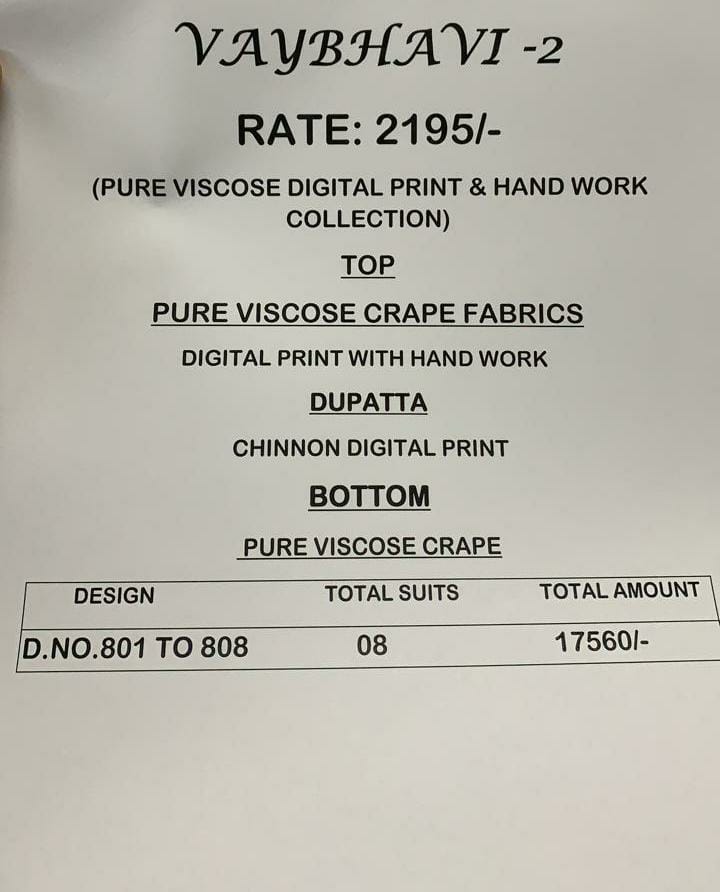 VAYBHAVI -2
RATE: 2195/-
(PURE VISCOSE DIGITAL PRINT & HAND WORK
COLLECTION)
TOP
PURE VISCOSE CRAPE FABRICS
DIGITAL PRINT WITH HAND WORK
DUPATTA
CHINNON DIGITAL PRINT
BOTTOM
PURE VISCOSE CRAPE
DESIGN TOTAL SUITS TOTAL AMOUNT
D.NO.801 TO 808 08 17560/-